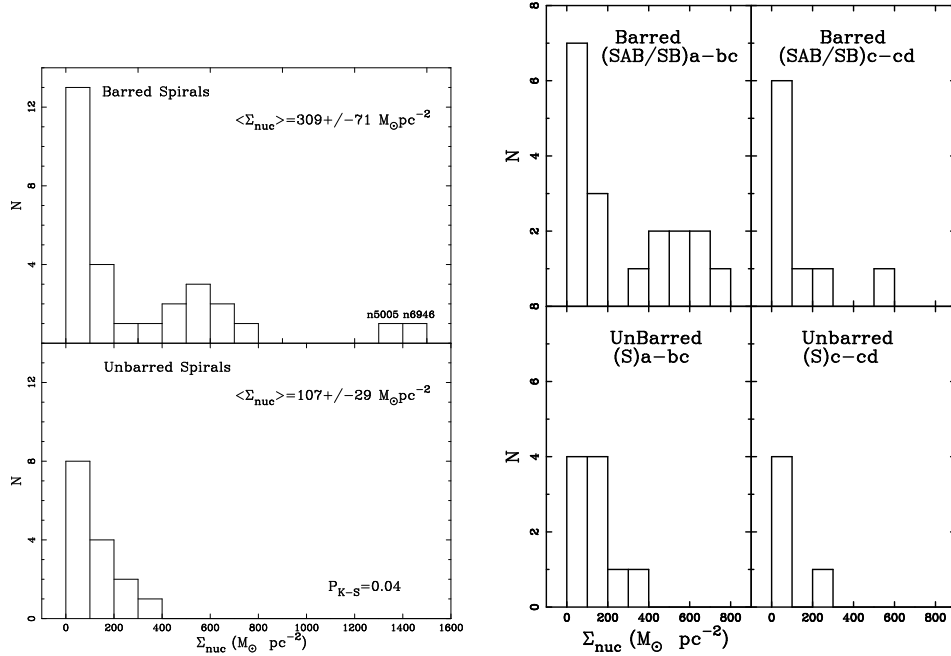 Barred Spirals
<Σnuc>=309+/-71 M⊙pc−2
12
8
4
N
n5005 n6946
Unbarred Spirals
<Σnuc>=107+/-29 M⊙pc−2
12
8
4
0
N
PK−S=0.04
0 200 400 600 800 1000 1200 1400 1600
Σnuc (M⊙ pc−2)
Barred
(SAB/SB)a-bc
Barred
(SAB/SB)c-cd
8
6
4
2
8
N
UnBarred
(S)a-bc
Unbarred
(S)c-cd
6
4
2
0
N
0 200 400 600 800
0 200 400 600 800
Σnuc (M⊙ pc−2)